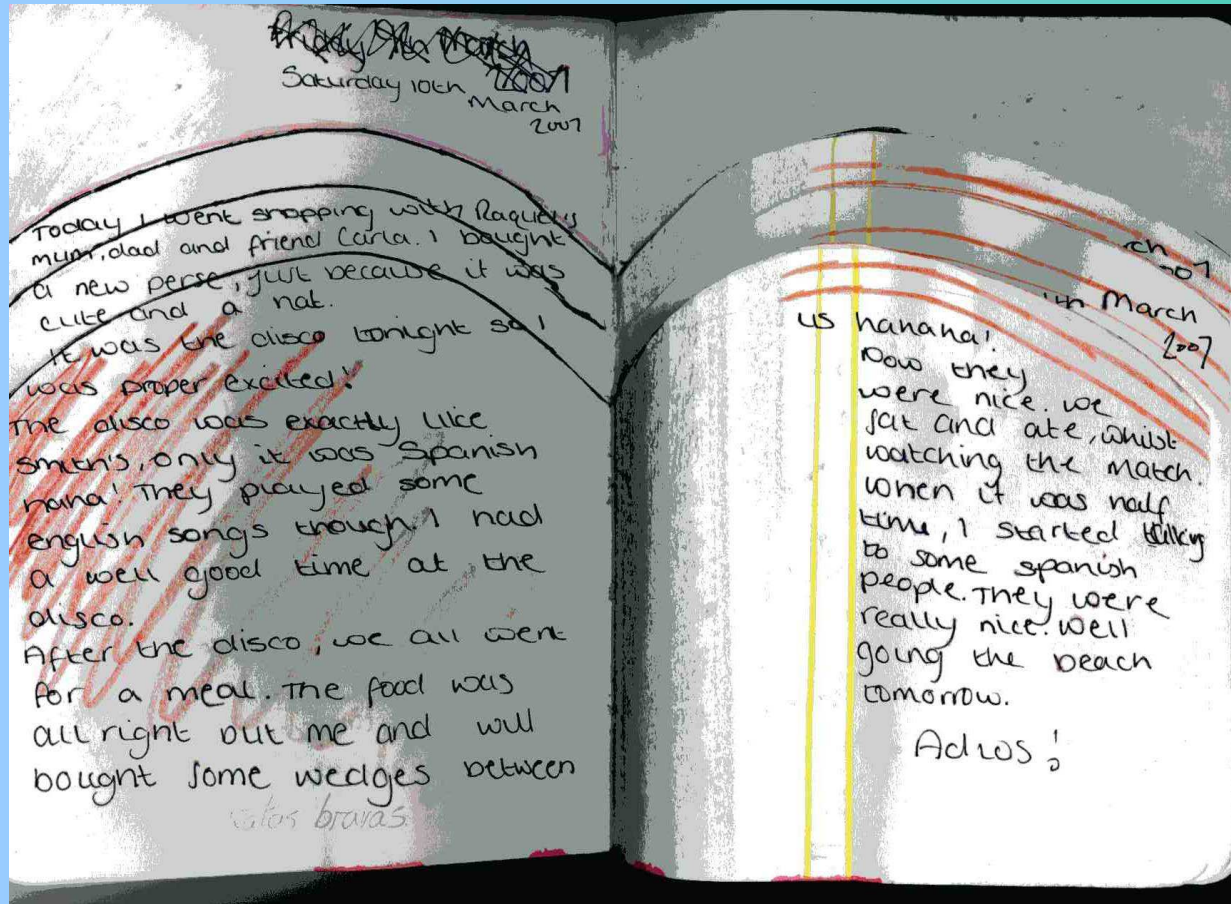 Saturday 10th
March
2007
Today I went shopping with Raquel's
mum, dad and friend Carla. I bought
a new perse, just because it was
cute and a hat.
It was the disco tonight so I
was proper excited!
The disco was exactly like
smith's, only it was Spanish
haha! They played some
english songs though. I had
a well good time at the
disco.
After the disco, we all went
for a meal. The food was
all right but me and will
bought some wedges between
bravas
rch
007
th March
2007
us hahaha!
Now they
were nice. we
sat and ate, whilst
watching the match.
when it was half
time, I started talking
to some spanish
people. They were
really nice. well
going the beach
tomorrow.
Adios!